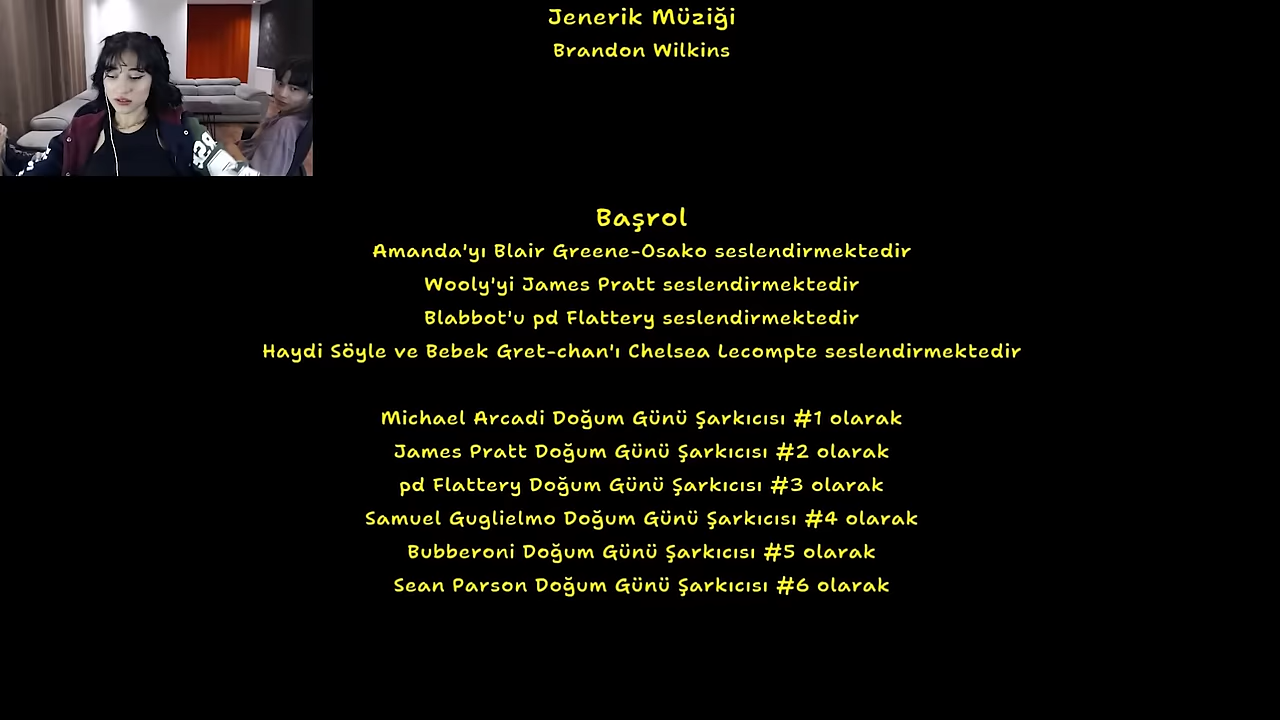 Jenerik Müziği
Brandon Wilkins
Başrol
Amanda'yı Blair Greene-Osako seslendirmektedir
Wooly'yi James Pratt seslendirmektedir
Blabbot'u pd Flattery seslendirmektedir
Haydi Söyle ve Bebek Gret-chan'ı Chelsea Lecompte seslendirmektedir
Michael Arcadi Doğum Günü Şarkıcısı #1 olarak
James Pratt Doğum Günü Şarkıcısı #2 olarak
pd Flattery Doğum Günü Şarkıcısı #3 olarak
Samuel Guglielmo Doğum Günü Şarkıcısı #4 olarak
Bubberoni Doğum Günü Şarkıcısı #5 olarak
Sean Parson Doğum Günü Şarkıcısı #6 olarak